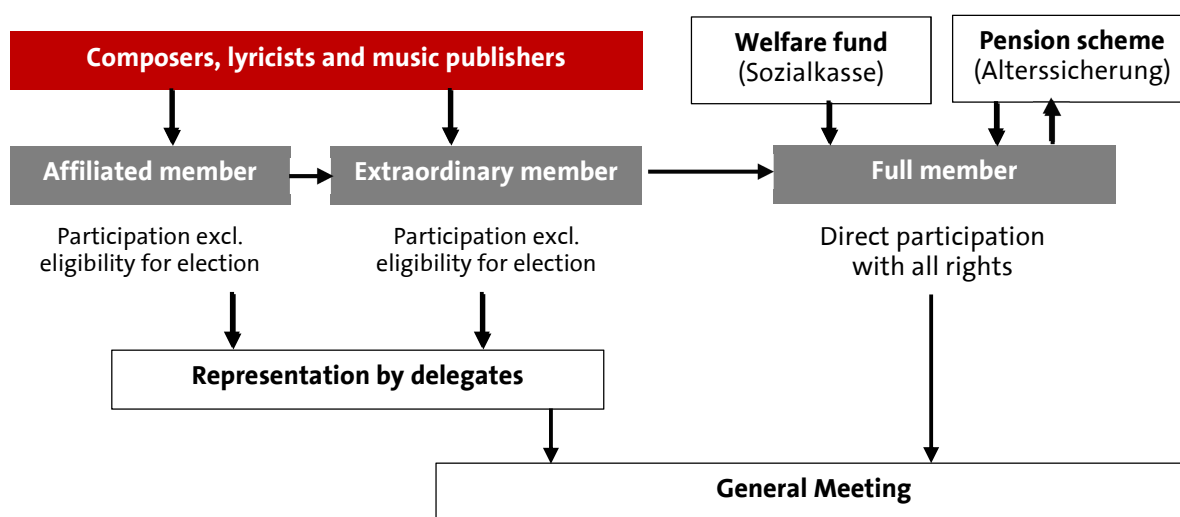 Composers, lyricists and music publishers
Welfare fund
(Sozialkasse)
Pension scheme
(Alterssicherung)
Affiliated member
Extraordinary member
Full member
Participation excl.
eligibility for election
Participation excl.
eligibility for election
Direct participation
with all rights
Representation by delegates
General Meeting